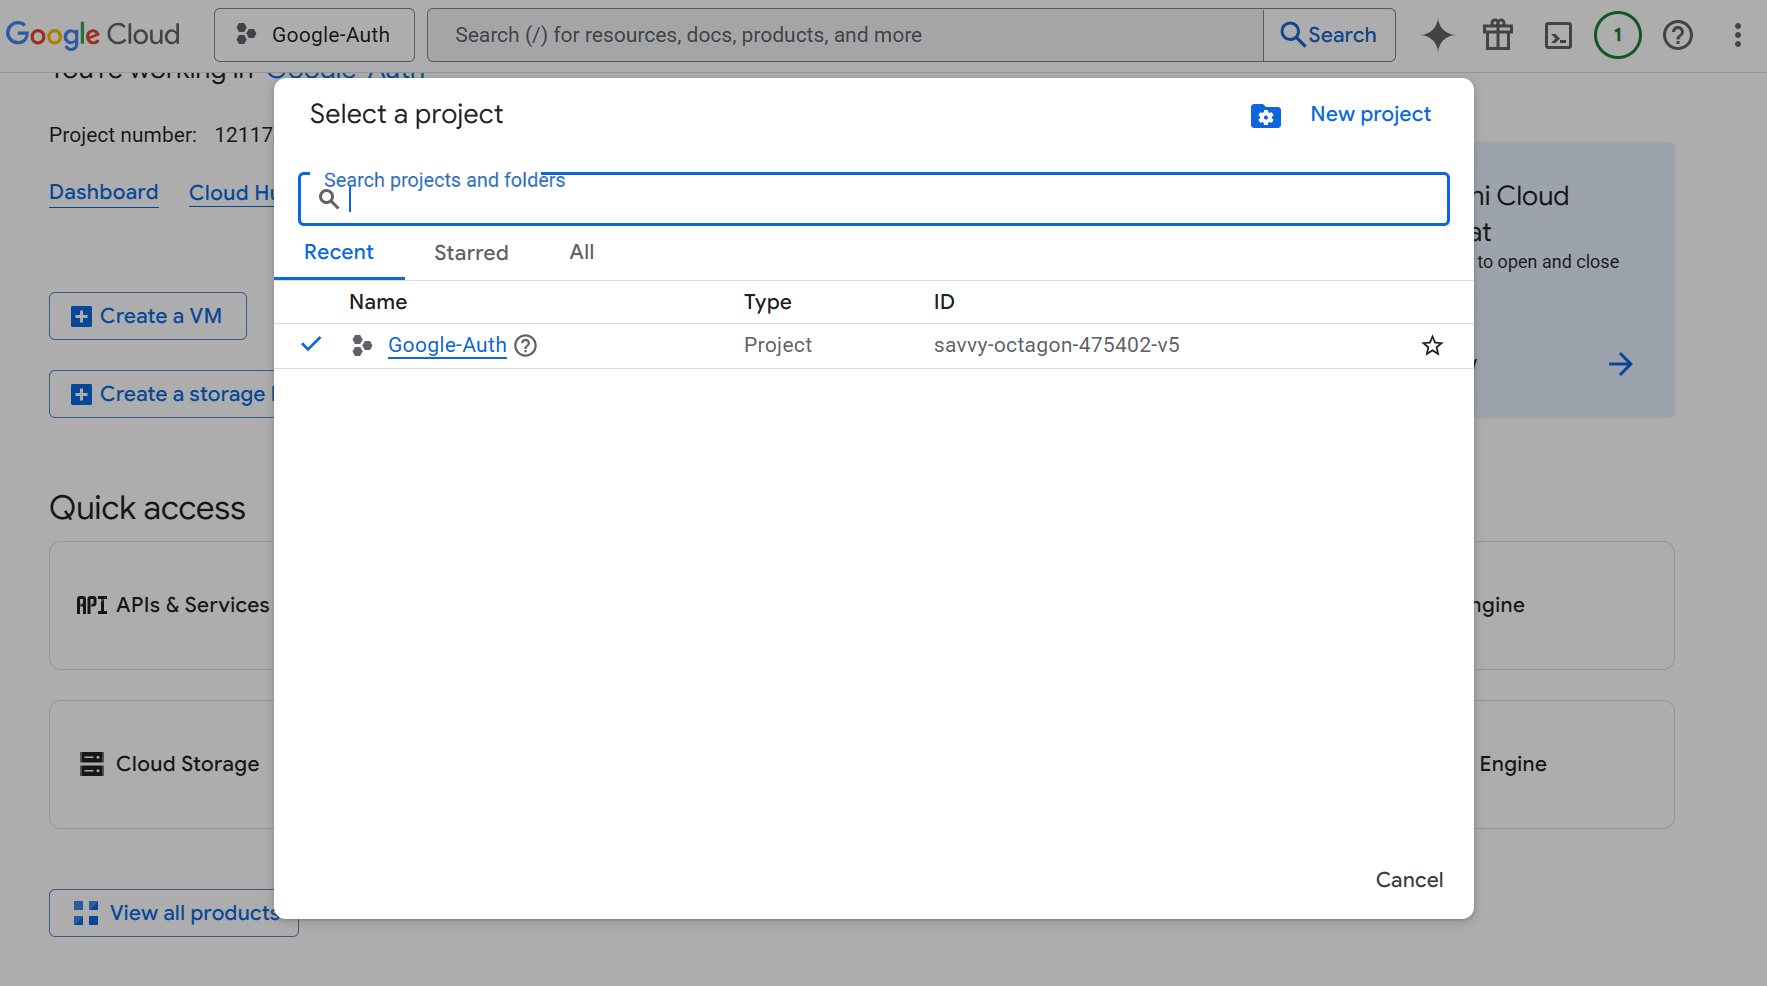 Google Cloud
Google-Auth
Search (/) for resources, docs, products, and more
Search
1
You're working in Google-Auth
Project number: 12117
Dashboard
Cloud Hu
Create a VM
Create a storage
Quick access
API APIs & Services
Cloud Storage
View all products
Select a project
New project
Search projects and folders
Recent
Starred
All
Name
Type
ID
Google-Auth
Project
savvy-octagon-475402-v5
Cancel
ni Cloud
at
to open and close
ngine
Engine